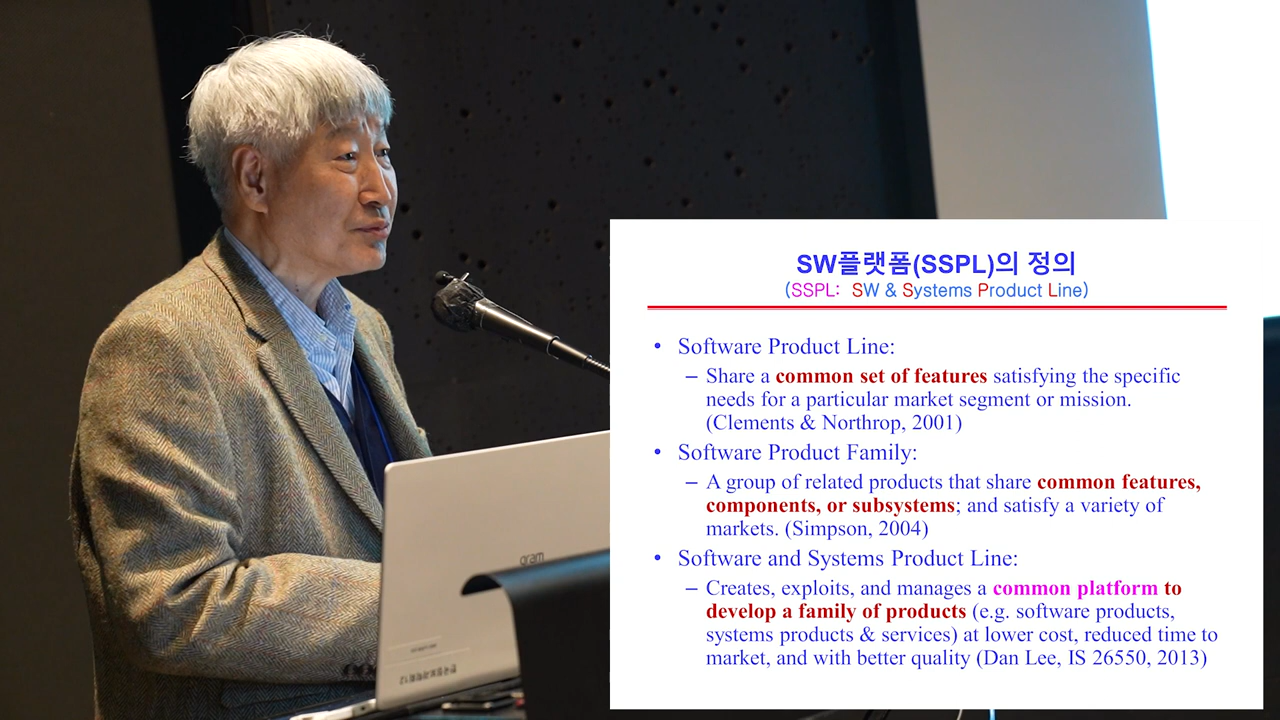 SW플랫폼(SSPL)의 정의
(SSPL: SW & Systems Product Line)
• Software Product Line:
– Share a common set of features satisfying the specific
needs for a particular market segment or mission.
(Clements & Northrop, 2001)
• Software Product Family:
– A group of related products that share common features,
components, or subsystems; and satisfy a variety of
markets. (Simpson, 2004)
• Software and Systems Product Line:
– Creates, exploits, and manages a common platform to
develop a family of products (e.g. software products,
systems products & services) at lower cost, reduced time to
market, and with better quality (Dan Lee, IS 26550, 2013)
gram